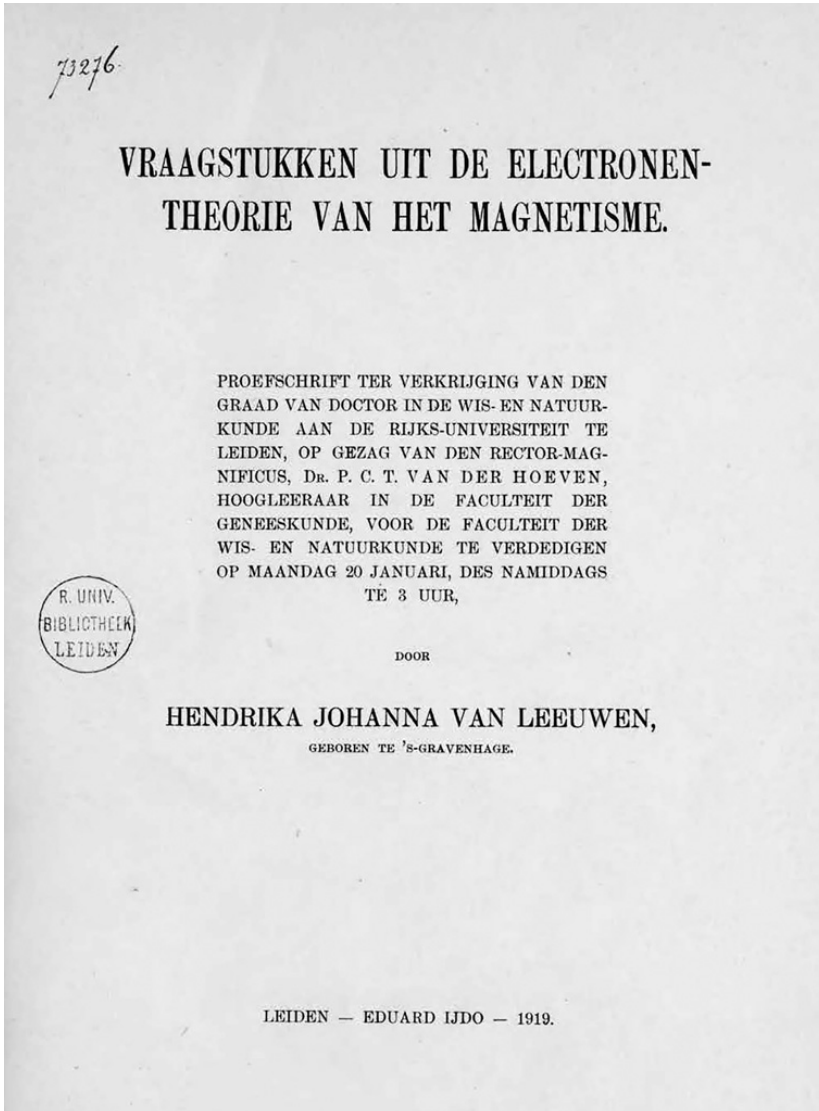 73276.
VRAAGSTUKKEN UIT DE ELECTRONEN-
THEORIE VAN HET MAGNETISME.
PROEFSCHRIFT TER VERKRIJGING VAN DEN
GRAAD VAN DOCTOR IN DE WIS- EN NATUUR-
KUNDE AAN DE RIJKS-UNIVERSITEIT TE
LEIDEN, OP GEZAG VAN DEN RECTOR-MAG-
NIFICUS, DR. P. C. T. VAN DER HOEVEN,
HOOGLEERAAR IN DE FACULTEIT DER
GENEESKUNDE, VOOR DE FACULTEIT DER
WIS- EN NATUURKUNDE TE VERDEDIGEN
OP MAANDAG 20 JANUARI, DES NAMIDDAGS
TE 3 UUR,
R. UNIV.
BIBLIOTHEEK
LEIDEN
DOOR
HENDRIKA JOHANNA VAN LEEUWEN,
GEBOREN TE 'S-GRAVENHAGE.
LEIDEN — EDUARD IJDO — 1919.